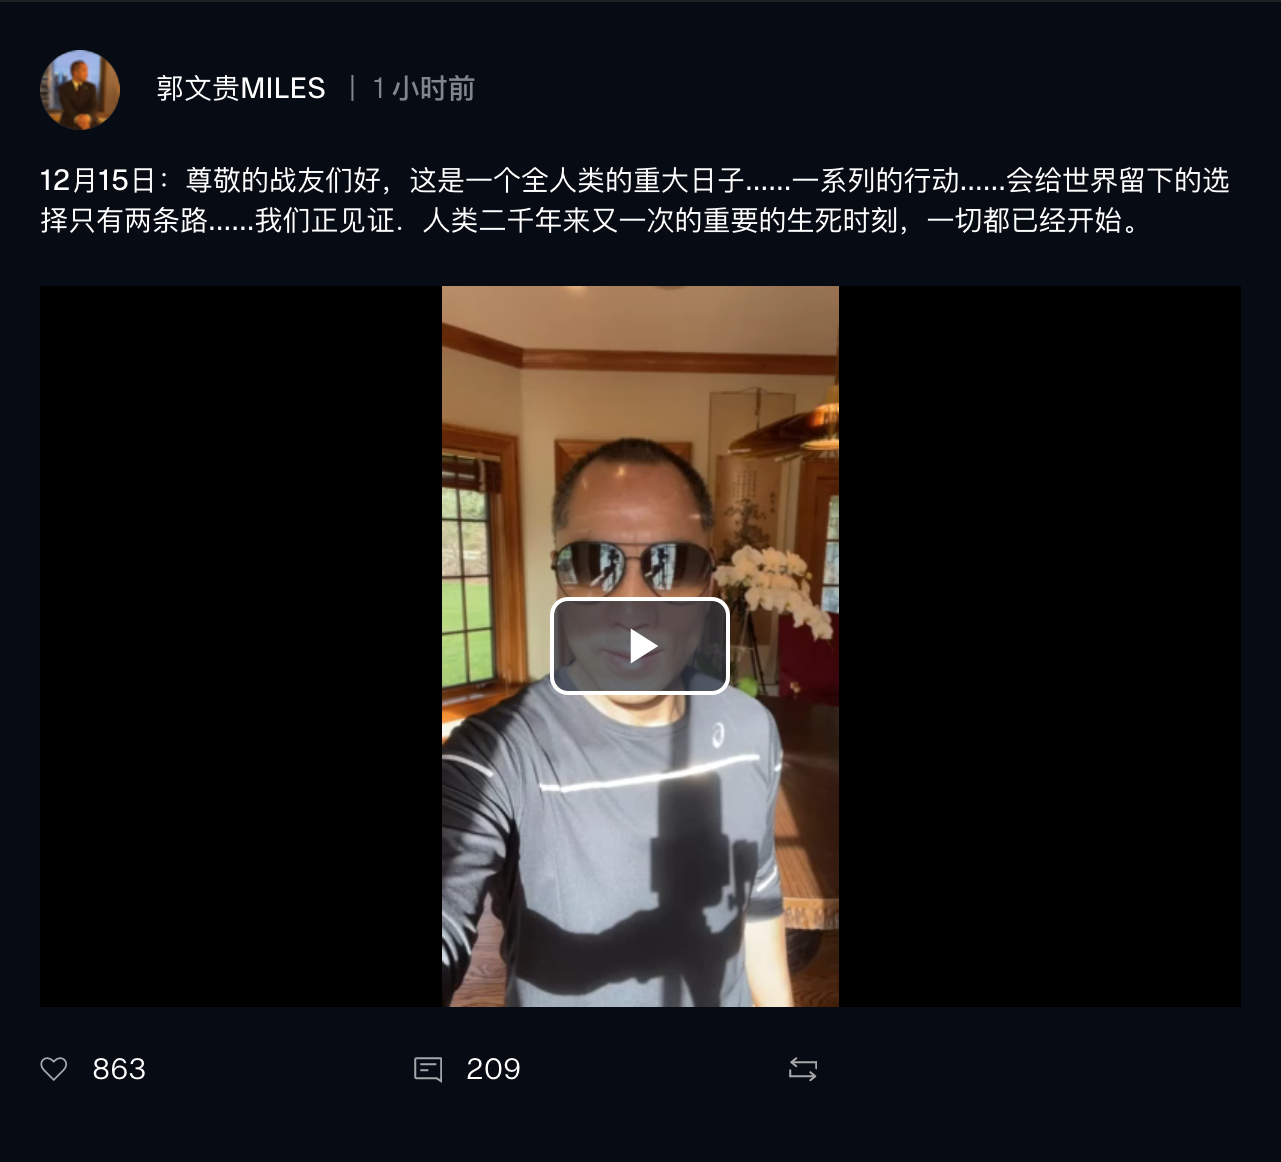 郭文贵MILES | 1 小时前
12月15日：尊敬的战友们好，这是一个全人类的重大日子……一系列的行动……会给世界留下的选
择只有两条路……我们正见证．人类二千年来又一次的重要的生死时刻，一切都已经开始。
863 209